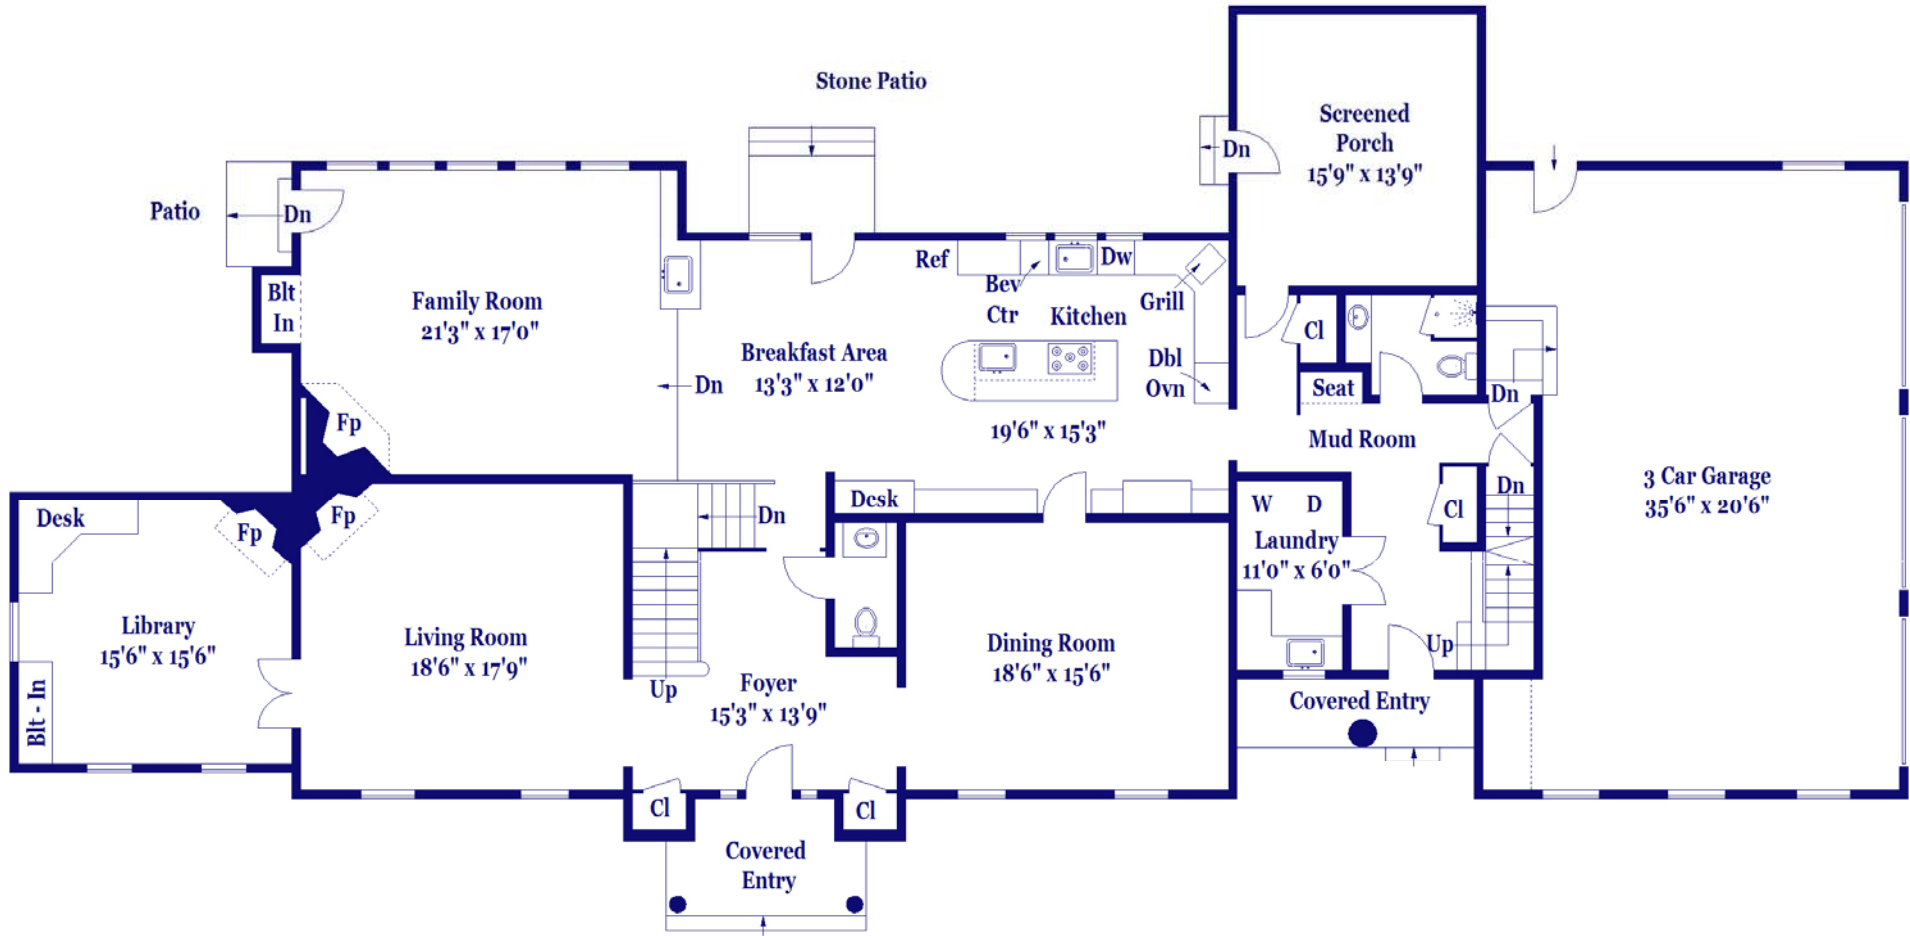 Stone Patio
Screened
Porch
15'9" x 13'9"
Dn
Patio
Dn
Blt
In
Family Room
21'3" x 17'0"
Ref
Bev
Ctr
Dw
Grill
Kitchen
Dbl
Ovn
19'6" x 15'3"
Breakfast Area
13'3" x 12'0"
Dn
Cl
Seat
Dn
Mud Room
Fp
Fp
Fp
Desk
Library
15'6" x 15'6"
Blt - In
Living Room
18'6" x 17'9"
Dn
Up
Foyer
15'3" x 13'9"
Desk
Dining Room
18'6" x 15'6"
W D
Laundry
11'0" x 6'0"
Cl
Dn
Up
Covered Entry
3 Car Garage
35'6" x 20'6"
Cl
Cl
Covered
Entry